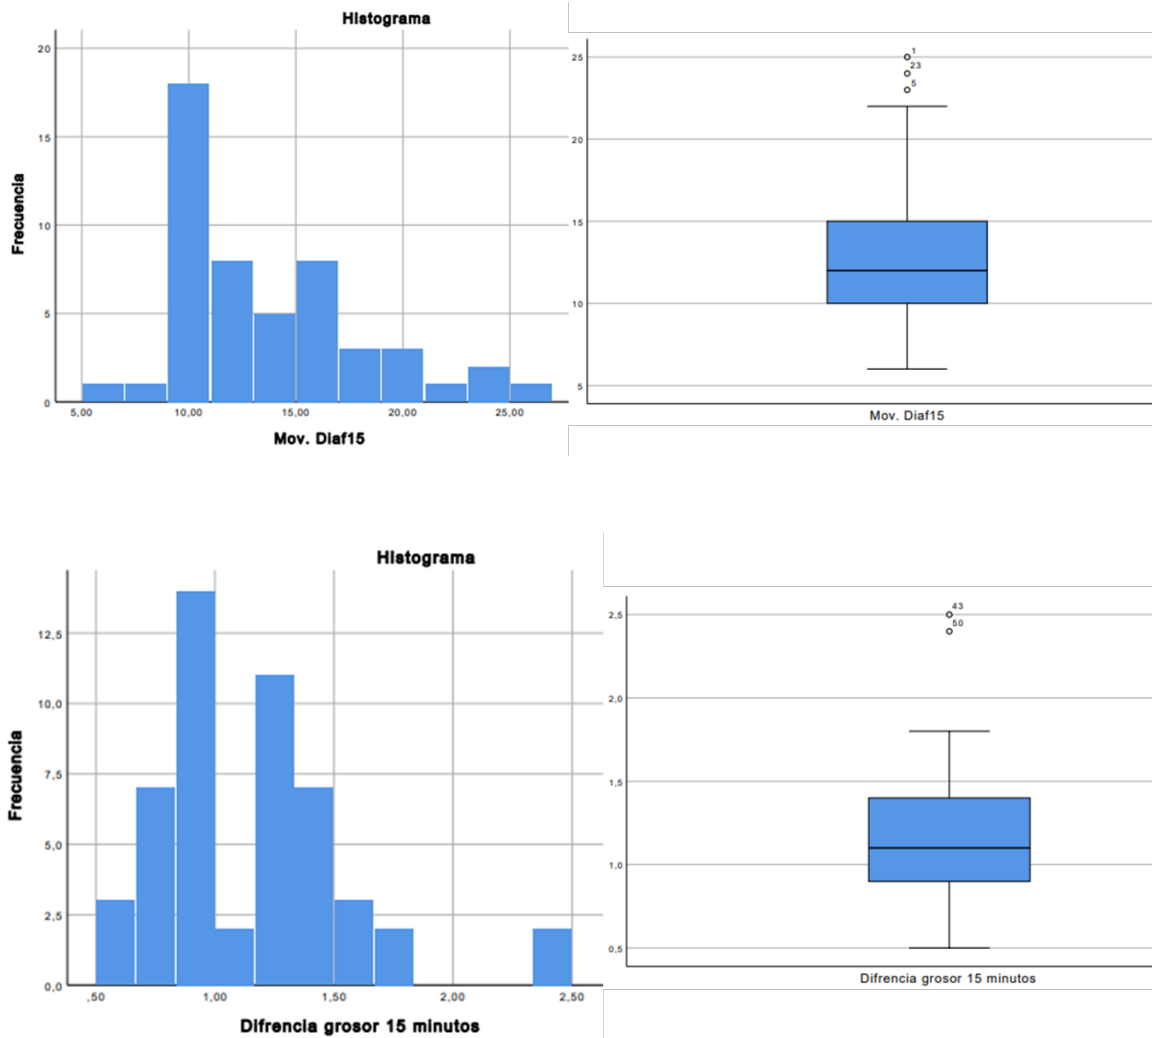 Histograma
20
15
10
5
0
Frecuencia
5,00 10,00 15,00 20,00 25,00
Mov. Diaf15
25
20
15
10
5
1
23
5
Mov. Diaf15
Histograma
12,5
10,0
7,5
5,0
2,5
0,0
Frecuencia
,50 1,00 1,50 2,00 2,50
Difrencia grosor 15 minutos
2,5
2,0
1,5
1,0
0,5
43
50
Difrencia grosor 15 minutos